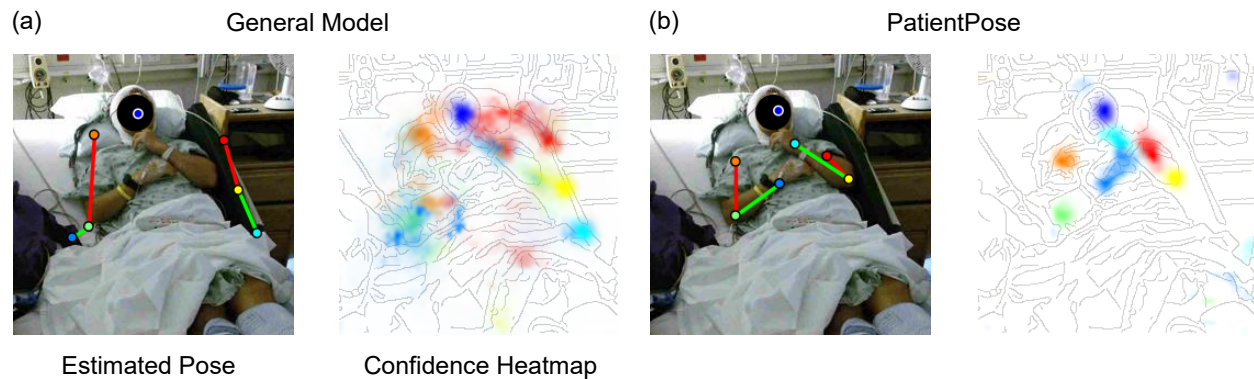 (a)
General Model
(b)
PatientPose
Estimated Pose
Confidence Heatmap